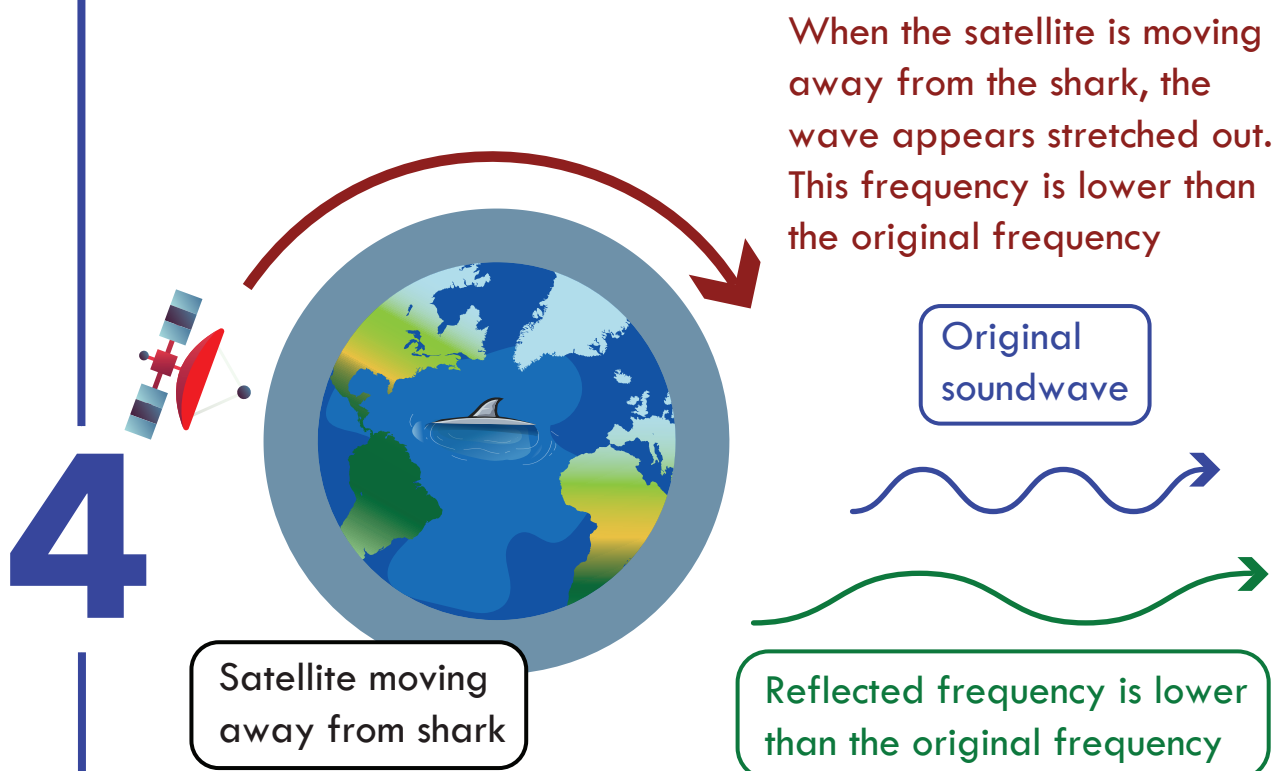 When the satellite is moving
away from the shark, the
wave appears stretched out.
This frequency is lower than
the original frequency
Original
soundwave
4
Satellite moving
away from shark
Reflected frequency is lower
than the original frequency